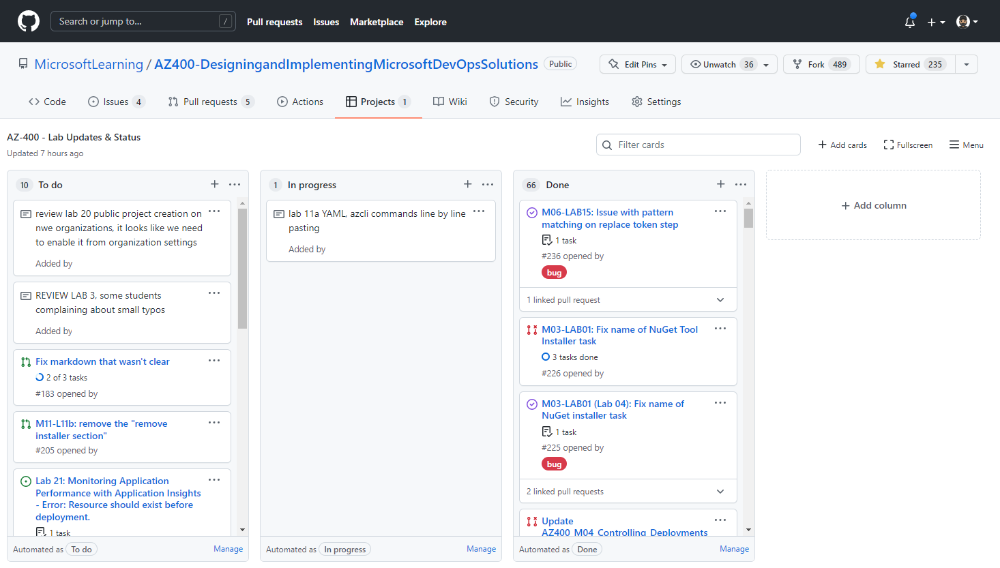 Search or jump to... /
Pull requests Issues Marketplace Explore
MicrosoftLearning / AZ400-DesigningandImplementingMicrosoftDevOpsSolutions Public
Edit Pins Unwatch 36 Fork 489 Starred 235
Code Issues 4 Pull requests 5 Actions Projects 1 Wiki Security Insights Settings
AZ-400 - Lab Updates & Status
Updated 7 hours ago
Filter cards
Add cards Fullscreen Menu
10 To do
review lab 20 public project creation on
nwe organizations, it looks like we need
to enable it from organization settings
Added by
REVIEW LAB 3, some students
complaining about small typos
Added by
Fix markdown that wasn't clear
2 of 3 tasks
#183 opened by
M11-L11b: remove the "remove
installer section"
#205 opened by
Lab 21: Monitoring Application
Performance with Application Insights
- Error: Resource should exist before
deployment.
1 task
Automated as To do Manage
1 In progress
lab 11a YAML, azcli commands line by line
pasting
Added by
Automated as In progress Manage
66 Done
M06-LAB15: Issue with pattern
matching on replace token step
1 task
#236 opened by
bug
1 linked pull request
M03-LAB01: Fix name of NuGet Tool
Installer task
3 tasks done
#226 opened by
M03-LAB01 (Lab 04): Fix name of
NuGet installer task
1 task
#225 opened by
bug
2 linked pull requests
Update
AZ400_M04_Controlling_Deployments
Automated as Done Manage
Add column